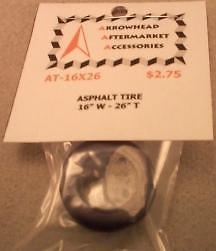 ARROWHEAD
AFTERMARKET
ACCESSORIES
AT-16X26 $2.75
ASPHALT TIRE
16" W - 26" T